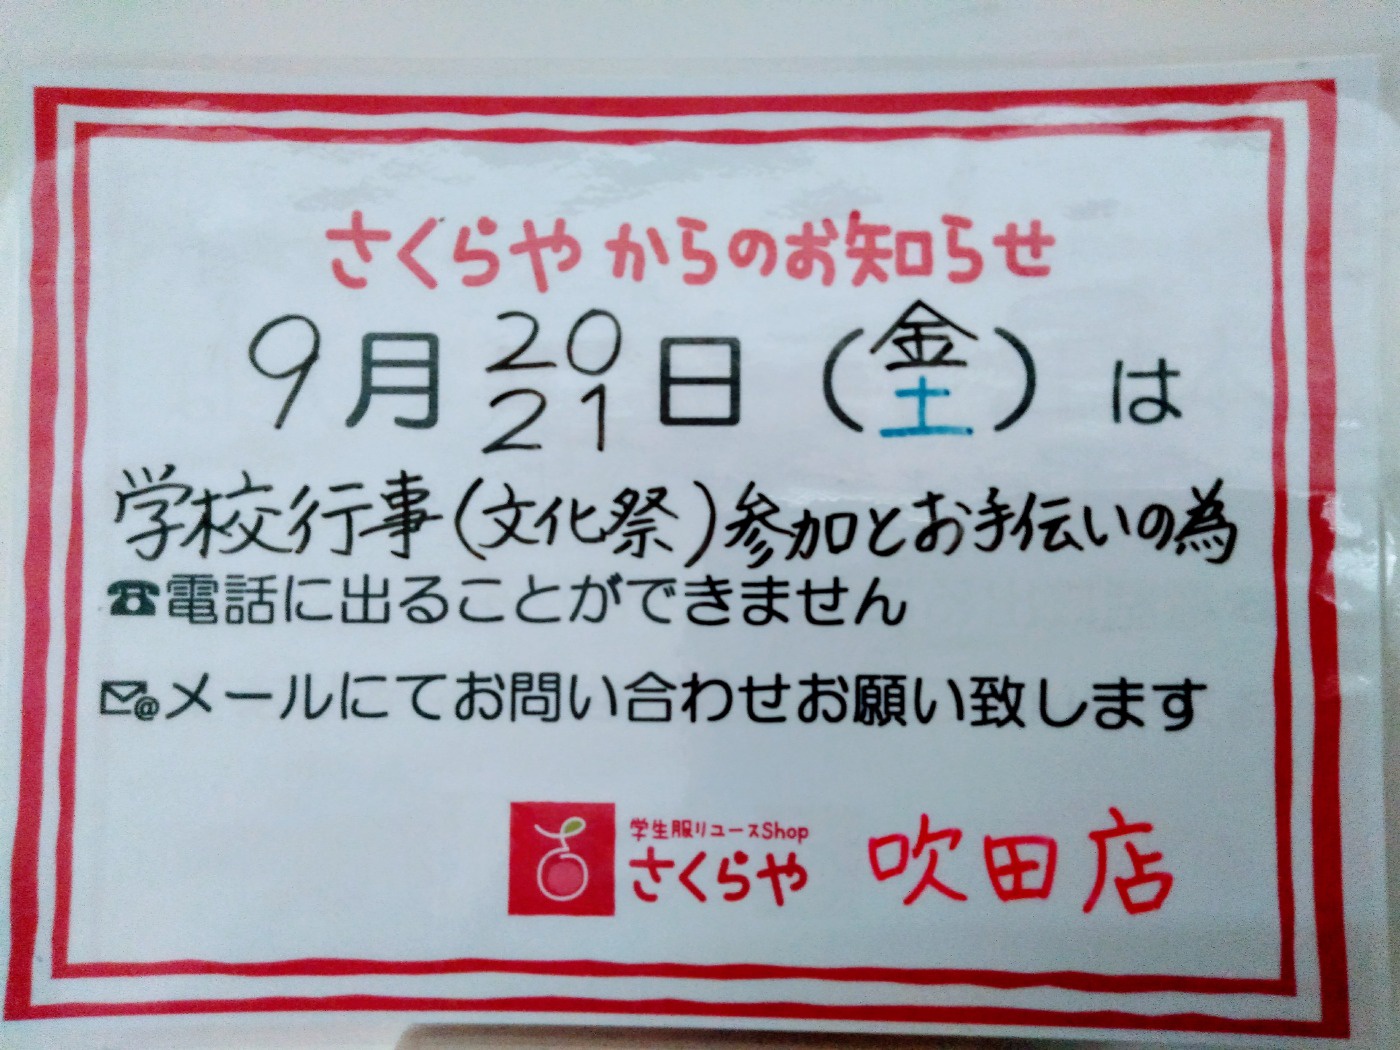 さくらやからのお知らせ
9月20日(金)は
21 土
学校行事(文化祭)参加とお手伝いの為
☎電話に出ることができません
✉@メールにてお問い合わせお願い致します
学生服リユースShop
さくらや 吹田店